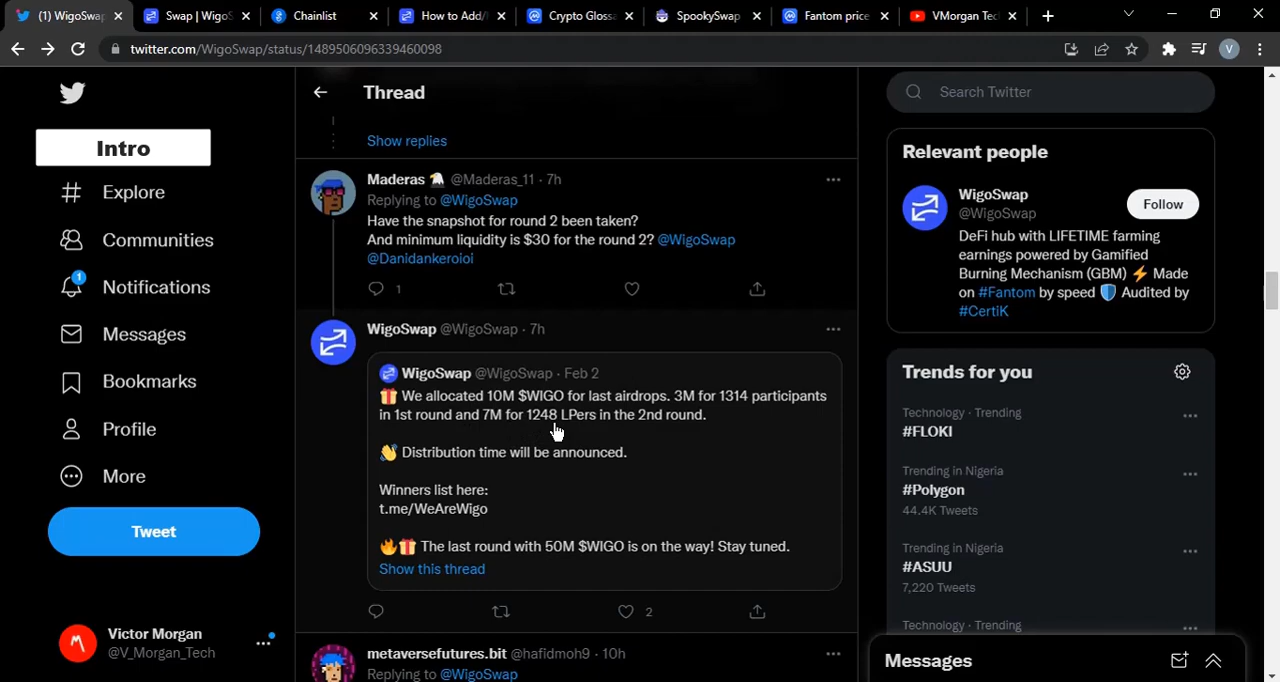 (1) WigoSwap
Swap | WigoS
Chainlist
How to Add/
Crypto Gloss
SpookySwap
Fantom price
VMorgan Tec
twitter.com/WigoSwap/status/1489506096339460098
V
Intro
Explore
Communities
1
Notifications
Messages
Bookmarks
Profile
More
Tweet
Victor Morgan
@V_Morgan_Tech
Thread
Show replies
Maderas @Maderas_11 · 7h
Replying to @WigoSwap
Have the snapshot for round 2 been taken?
And minimum liquidity is $30 for the round 2? @WigoSwap
@Danidankeroioi
1
WigoSwap @WigoSwap · 7h
WigoSwap @WigoSwap · Feb 2
🎁 We allocated 10M $WIGO for last airdrops. 3M for 1314 participants
in 1st round and 7M for 1248 LPers in the 2nd round.
👏 Distribution time will be announced.
Winners list here:
t.me/WeAreWigo
🔥🎁 The last round with 50M $WIGO is on the way! Stay tuned.
Show this thread
2
metaversefutures.bit @hafidmoh9 · 10h
Replying to @WigoSwap
Search Twitter
Relevant people
WigoSwap
@WigoSwap
Follow
DeFi hub with LIFETIME farming
earnings powered by Gamified
Burning Mechanism (GBM) ⚡ Made
on #Fantom by speed 🛡 Audited by
#CertiK
Trends for you
Technology · Trending
#FLOKI
Trending in Nigeria
#Polygon
44.4K Tweets
Trending in Nigeria
#ASUU
7,220 Tweets
Technology · Trending
Messages